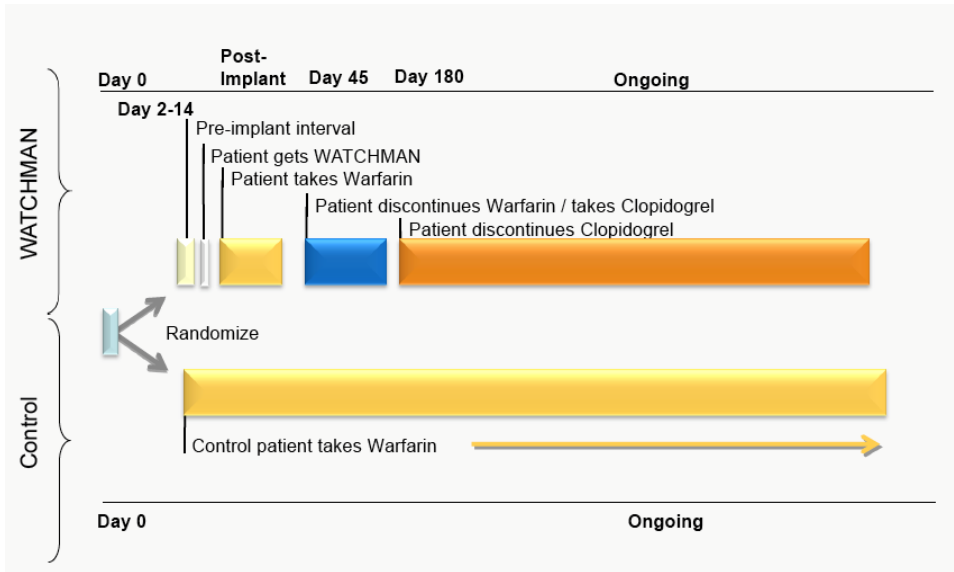 Post-
Implant
Day 0
Day 45
Day 180
Ongoing
Day 2-14
Pre-implant interval
Patient gets WATCHMAN
Patient takes Warfarin
Patient discontinues Warfarin / takes Clopidogrel
Patient discontinues Clopidogrel
WATCHMAN
Randomize
Control
Control patient takes Warfarin
Day 0
Ongoing